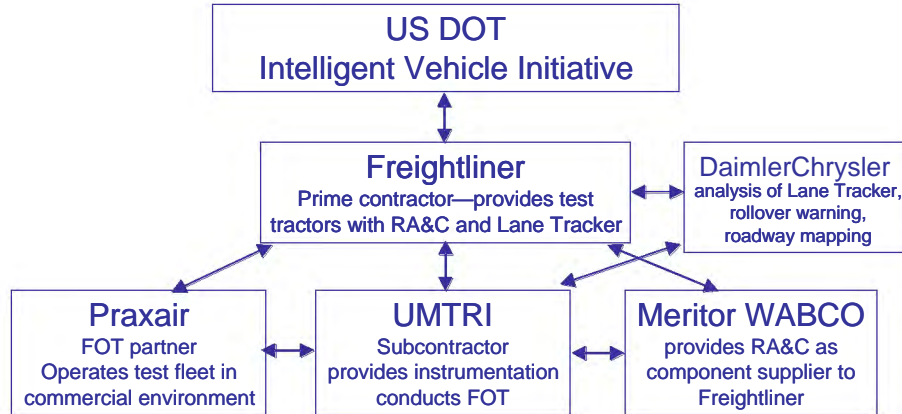 US DOT
Intelligent Vehicle Initiative
Freightliner
Prime contractor—provides test
tractors with RA&C and Lane Tracker
DaimlerChrysler
analysis of Lane Tracker,
rollover warning,
roadway mapping
Praxair
FOT partner
Operates test fleet in
commercial environment
UMTRI
Subcontractor
provides instrumentation
conducts FOT
Meritor WABCO
provides RA&C as
component supplier to
Freightliner